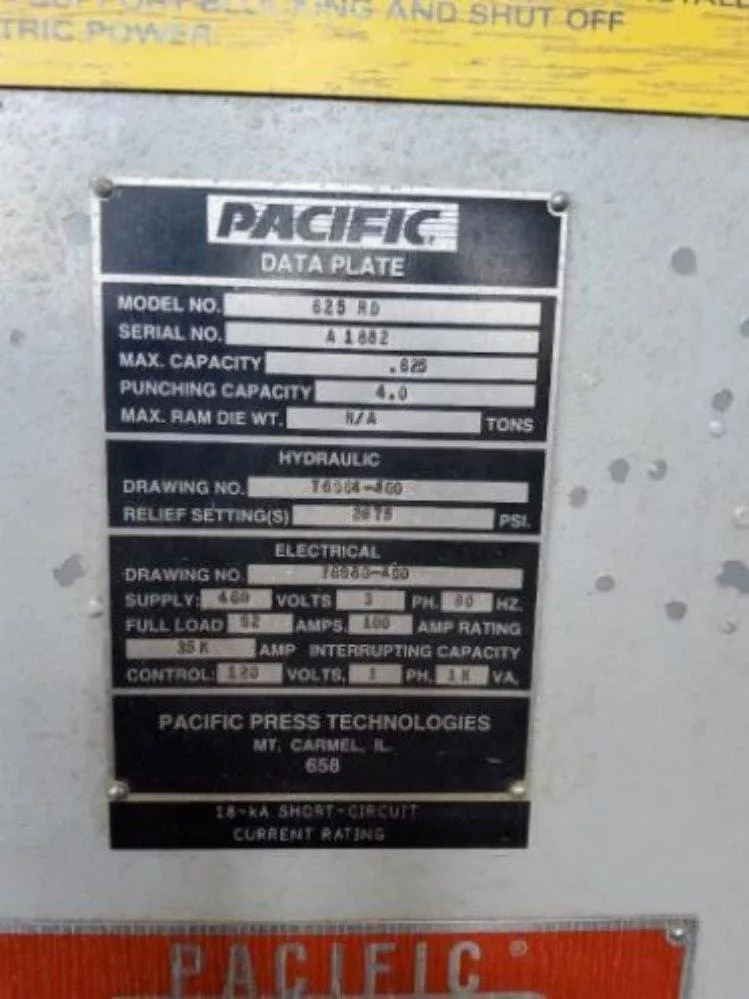 AND SHUT OFF
TRIC POWER.
PACIFIC
DATA PLATE
MODEL NO. 625 RD
SERIAL NO. A 1882
MAX. CAPACITY .625
PUNCHING CAPACITY 4.0
MAX. RAM DIE WT. N/A TONS
HYDRAULIC
DRAWING NO.
RELIEF SETTING(S) PSI.
ELECTRICAL
DRAWING NO.
SUPPLY: 460 VOLTS 3 PH. 60 HZ.
FULL LOAD AMPS. 100 AMP RATING
35 K AMP INTERRUPTING CAPACITY
CONTROL: 120 VOLTS, 1 PH. 1K VA.
PACIFIC PRESS TECHNOLOGIES
MT. CARMEL, IL.
658
18-kA SHORT-CIRCUIT
CURRENT RATING
PACIFIC ®